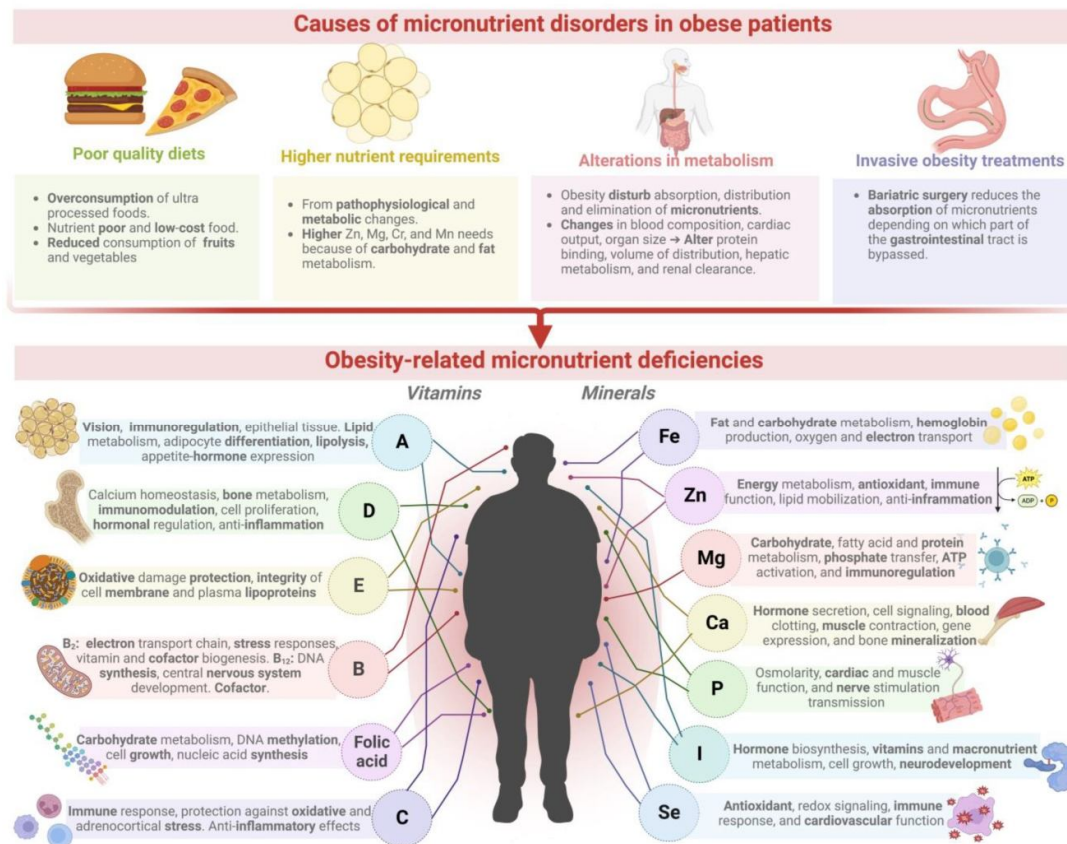 Causes of micronutrient disorders in obese patients
Poor quality diets
• Overconsumption of ultra
processed foods.
• Nutrient poor and low-cost food.
• Reduced consumption of fruits
and vegetables
Higher nutrient requirements
• From pathophysiological and
metabolic changes.
• Higher Zn, Mg, Cr, and Mn needs
because of carbohydrate and fat
metabolism.
Alterations in metabolism
• Obesity disturb absorption, distribution
and elimination of micronutrients.
• Changes in blood composition, cardiac
output, organ size ➔ Alter protein
binding, volume of distribution, hepatic
metabolism, and renal clearance.
Invasive obesity treatments
• Bariatric surgery reduces the
absorption of micronutrients
depending on which part of
the gastrointestinal tract is
bypassed.
Obesity-related micronutrient deficiencies
Vitamins
Vision, immunoregulation, epithelial tissue. Lipid
metabolism, adipocyte differentiation, lipolysis,
appetite-hormone expression
A
Calcium homeostasis, bone metabolism,
immunomodulation, cell proliferation,
hormonal regulation, anti-inflammation
D
Oxidative damage protection, integrity of
cell membrane and plasma lipoproteins
E
B₂: electron transport chain, stress responses,
vitamin and cofactor biogenesis. B₁₂: DNA
synthesis, central nervous system
development. Cofactor.
B
Carbohydrate metabolism, DNA methylation,
cell growth, nucleic acid synthesis
Folic
acid
Immune response, protection against oxidative and
adrenocortical stress. Anti-inflammatory effects
C
Minerals
Fe
Fat and carbohydrate metabolism, hemoglobin
production, oxygen and electron transport
Zn
Energy metabolism, antioxidant, immune
function, lipid mobilization, anti-inframmation
ATP
ADP + P
Mg
Carbohydrate, fatty acid and protein
metabolism, phosphate transfer, ATP
activation, and immunoregulation
Ca
Hormone secretion, cell signaling, blood
clotting, muscle contraction, gene
expression, and bone mineralization
P
Osmolarity, cardiac and muscle
function, and nerve stimulation
transmission
I
Hormone biosynthesis, vitamins and macronutrient
metabolism, cell growth, neurodevelopment
Se
Antioxidant, redox signaling, immune
response, and cardiovascular function